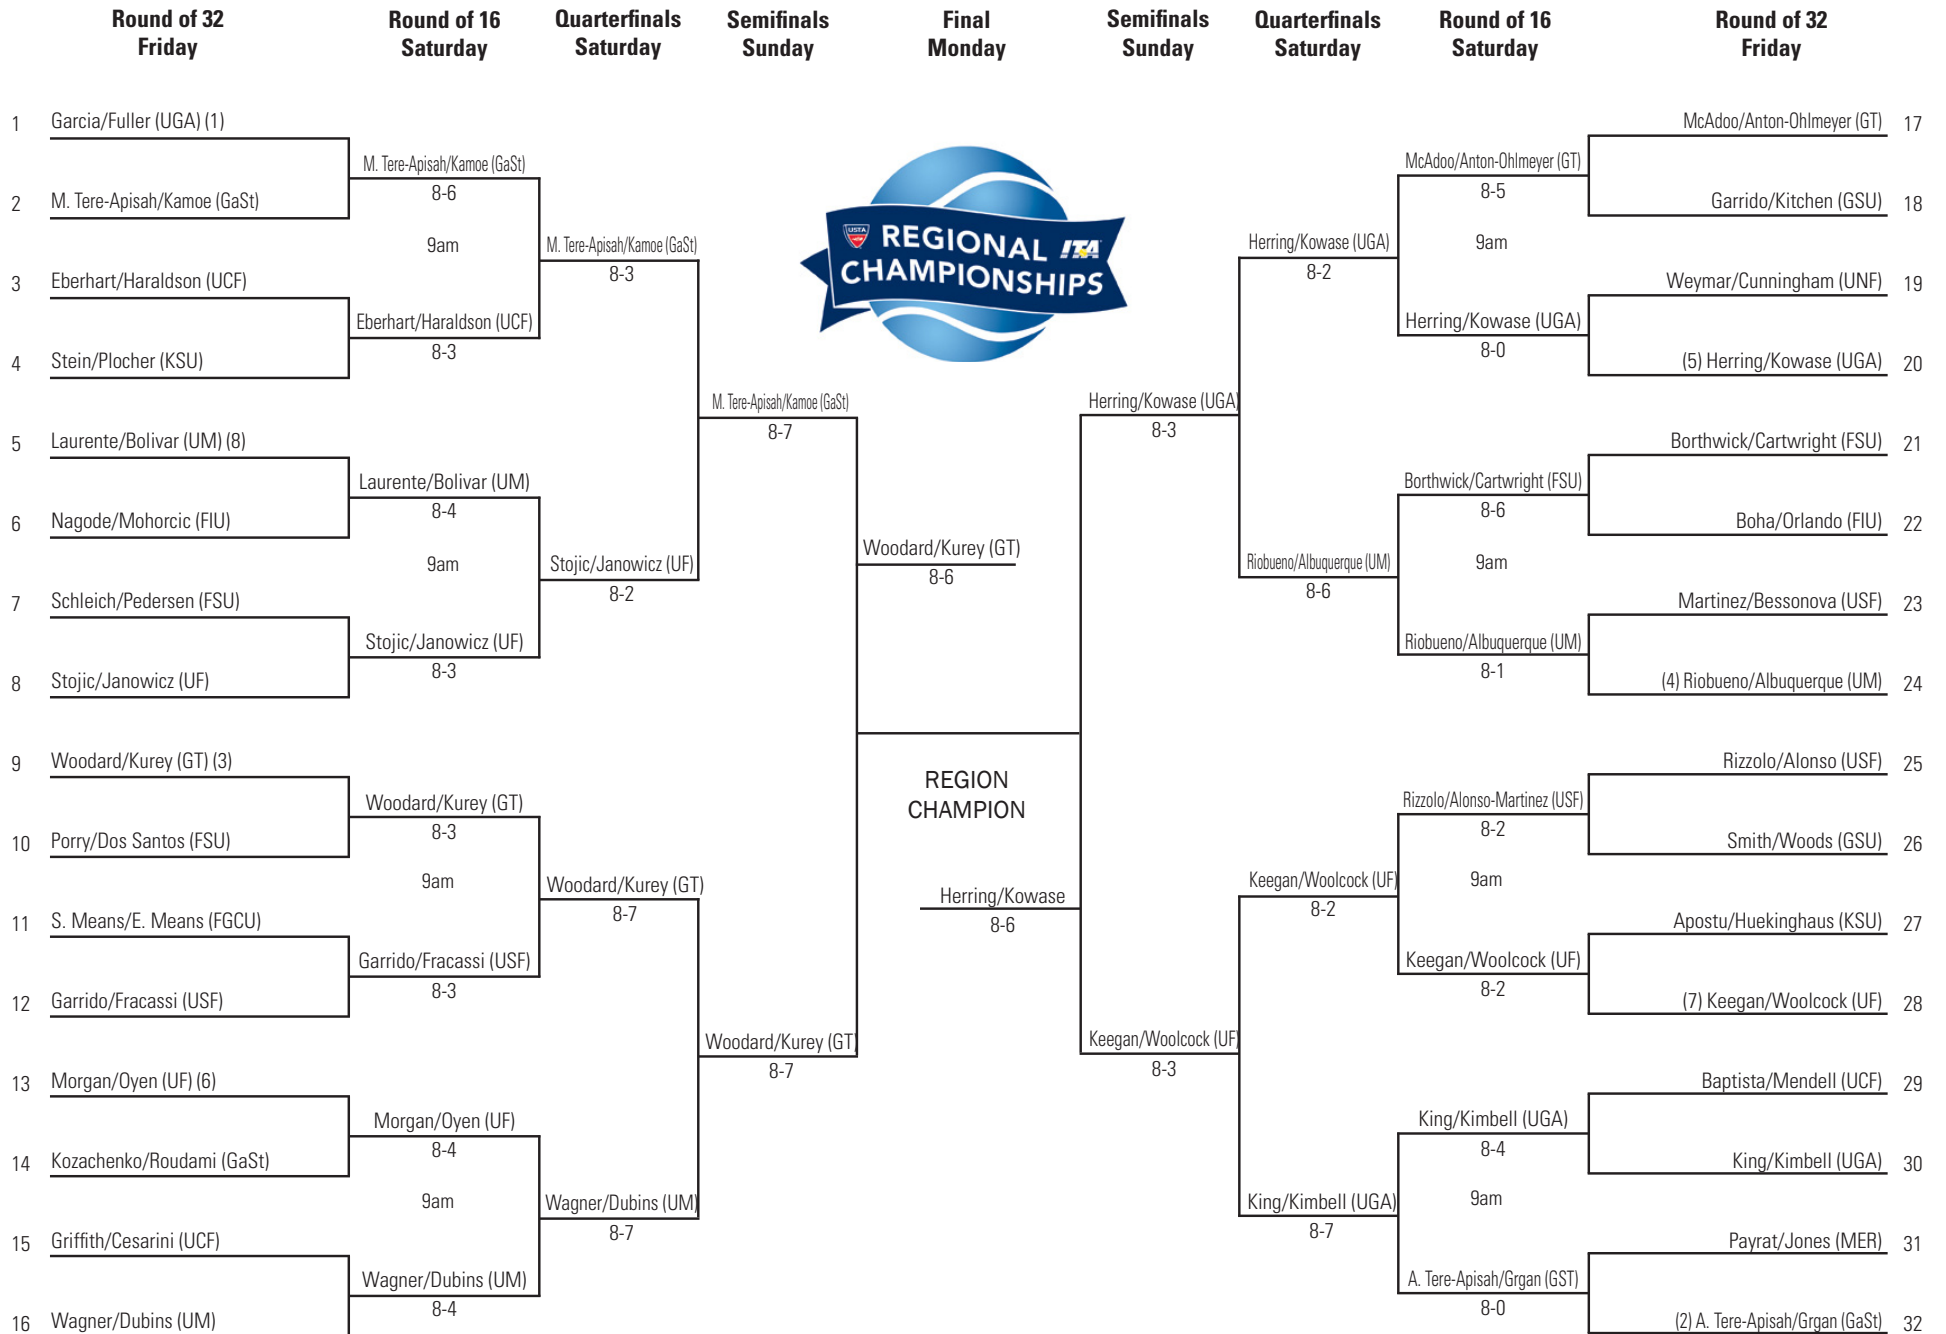 Round of 32
Friday
Round of 16
Saturday
Quarterfinals
Saturday
Semifinals
Sunday
Final
Monday
Semifinals
Sunday
Quarterfinals
Saturday
Round of 16
Saturday
Round of 32
Friday
1 Garcia/Fuller (UGA) (1)
2 M. Tere-Apisah/Kamoe (GaSt)
3 Eberhart/Haraldson (UCF)
4 Stein/Plocher (KSU)
5 Laurente/Bolivar (UM) (8)
6 Nagode/Mohorcic (FIU)
7 Schleich/Pedersen (FSU)
8 Stojic/Janowicz (UF)
9 Woodard/Kurey (GT) (3)
10 Porry/Dos Santos (FSU)
11 S. Means/E. Means (FGCU)
12 Garrido/Fracassi (USF)
13 Morgan/Oyen (UF) (6)
14 Kozachenko/Roudami (GaSt)
15 Griffith/Cesarini (UCF)
16 Wagner/Dubins (UM)
M. Tere-Apisah/Kamoe (GaSt)
8-6
9am
Eberhart/Haraldson (UCF)
8-3
Laurente/Bolivar (UM)
8-4
9am
Stojic/Janowicz (UF)
8-3
Woodard/Kurey (GT)
8-3
9am
Garrido/Fracassi (USF)
8-3
Morgan/Oyen (UF)
8-4
9am
Wagner/Dubins (UM)
8-4
M. Tere-Apisah/Kamoe (GaSt)
8-3
Stojic/Janowicz (UF)
8-2
Woodard/Kurey (GT)
8-7
Wagner/Dubins (UM)
8-7
M. Tere-Apisah/Kamoe (GaSt)
8-7
Woodard/Kurey (GT)
8-7
USTA
REGIONAL ITA
CHAMPIONSHIPS
Woodard/Kurey (GT)
8-6
REGION
CHAMPION
Herring/Kowase
8-6
Herring/Kowase (UGA)
8-3
Keegan/Woolcock (UF)
8-3
Herring/Kowase (UGA)
8-2
Riobueno/Albuquerque (UM)
8-6
Keegan/Woolcock (UF)
8-2
King/Kimbell (UGA)
8-7
McAdoo/Anton-Ohlmeyer (GT)
8-5
9am
Herring/Kowase (UGA)
8-0
Borthwick/Cartwright (FSU)
8-6
9am
Riobueno/Albuquerque (UM)
8-1
Rizzolo/Alonso-Martinez (USF)
8-2
9am
Keegan/Woolcock (UF)
8-2
King/Kimbell (UGA)
8-4
9am
A. Tere-Apisah/Grgan (GST)
8-0
McAdoo/Anton-Ohlmeyer (GT) 17
Garrido/Kitchen (GSU) 18
Weymar/Cunningham (UNF) 19
(5) Herring/Kowase (UGA) 20
Borthwick/Cartwright (FSU) 21
Boha/Orlando (FIU) 22
Martinez/Bessonova (USF) 23
(4) Riobueno/Albuquerque (UM) 24
Rizzolo/Alonso (USF) 25
Smith/Woods (GSU) 26
Apostu/Huekinghaus (KSU) 27
(7) Keegan/Woolcock (UF) 28
Baptista/Mendell (UCF) 29
King/Kimbell (UGA) 30
Payrat/Jones (MER) 31
(2) A. Tere-Apisah/Grgan (GaSt) 32